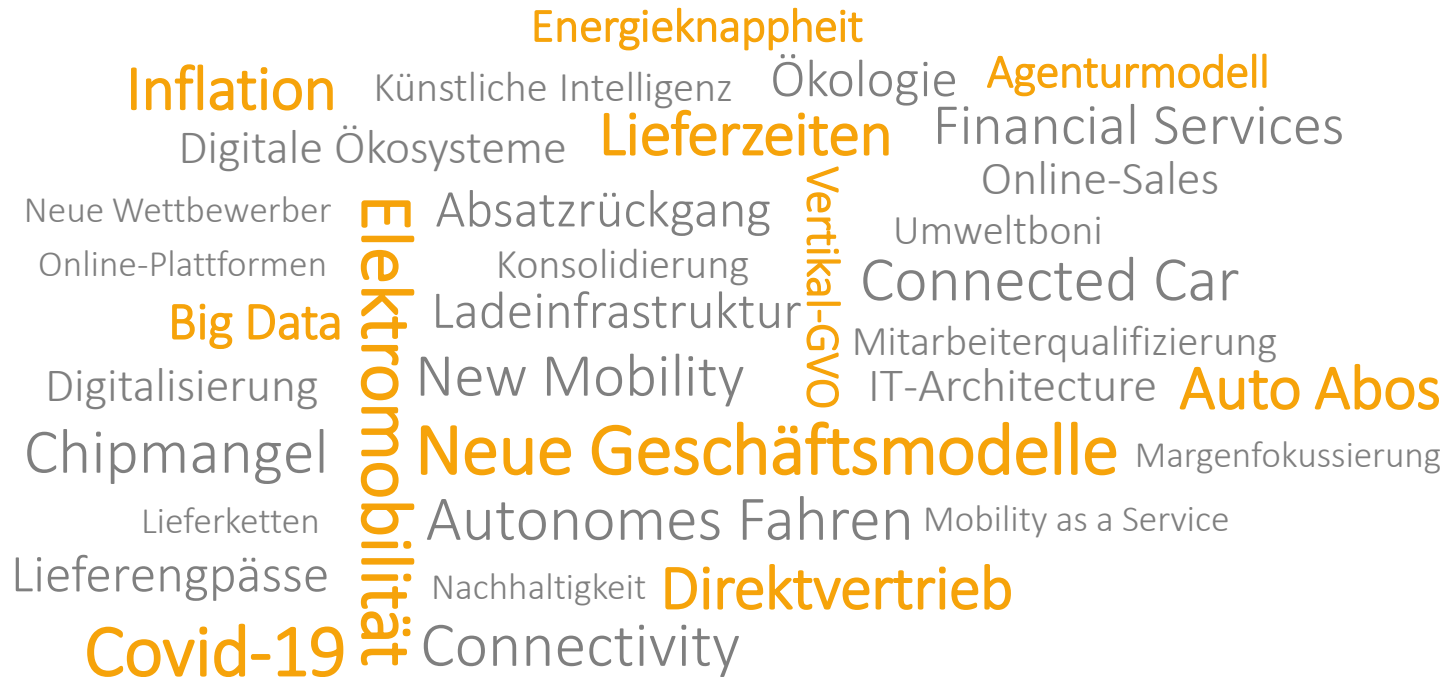 Energieknappheit
Inflation
Künstliche Intelligenz
Ökologie
Agenturmodell
Digitale Ökosysteme
Lieferzeiten
Financial Services
Online-Sales
Neue Wettbewerber
Elektromobilität
Absatzrückgang
Vertikal-GVO
Umweltboni
Online-Plattformen
Konsolidierung
Connected Car
Big Data
Ladeinfrastruktur
Mitarbeiterqualifizierung
Digitalisierung
New Mobility
IT-Architecture
Auto Abos
Chipmangel
Neue Geschäftsmodelle
Margenfokussierung
Lieferketten
Autonomes Fahren
Mobility as a Service
Lieferengpässe
Nachhaltigkeit
Direktvertrieb
Covid-19
Connectivity